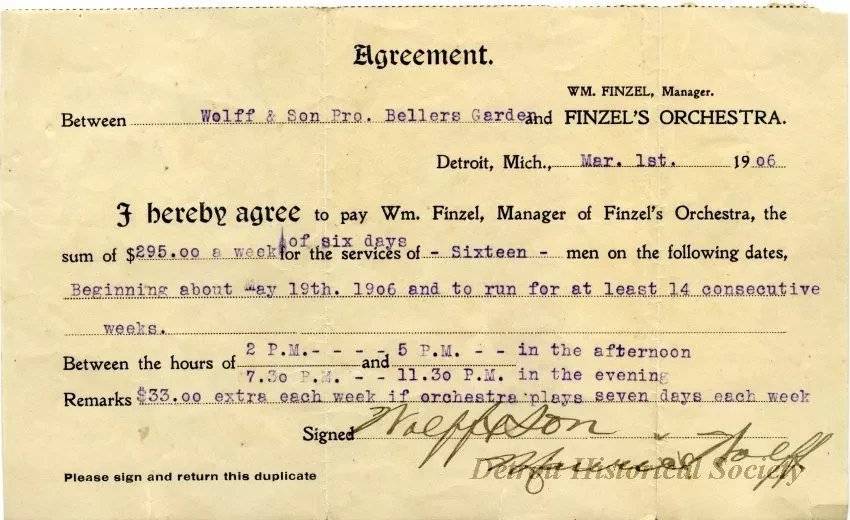 Agreement.
WM. FINZEL, Manager.
Between Wolff & Son Pro. Bellers Garden and FINZEL'S ORCHESTRA.
Detroit, Mich., Mar. 1st. 1906
I hereby agree to pay Wm. Finzel, Manager of Finzel's Orchestra, the
of six days
sum of $295.00 a week for the services of - Sixteen - men on the following dates,
Beginning about May 19th. 1906 and to run for at least 14 consecutive
weeks.
2 P.M.- - - - 5 P.M. - - in the afternoon
Between the hours of and
7.30 P.M. - - 11.30 P.M. in the evening
Remarks $33.00 extra each week if orchestra plays seven days each week
Signed Wolff & Son
Wolff
Detroit Historical Society
Please sign and return this duplicate